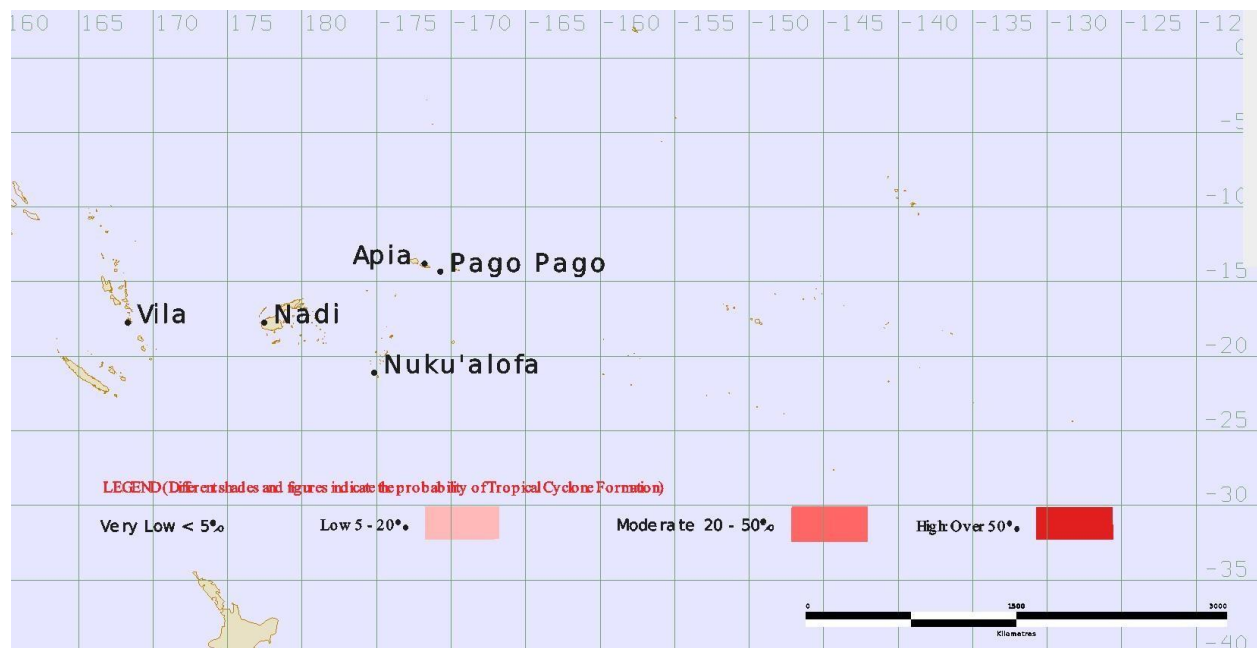 160 165 170 175 180 -175 -170 -165 -160 -155 -150 -145 -140 -135 -130 -125 -12
0
-5
-10
Apia
Pago Pago
-15
Vila
Nadi
Nuku'alofa
-20
-25
LEGEND(Different shades and figures indicate the probability of Tropical Cyclone Formation)
-30
Very Low < 5%
Low 5 - 20%
Moderate 20 - 50%
High: Over 50%
-35
0 1500 3000
Kilometres
-40